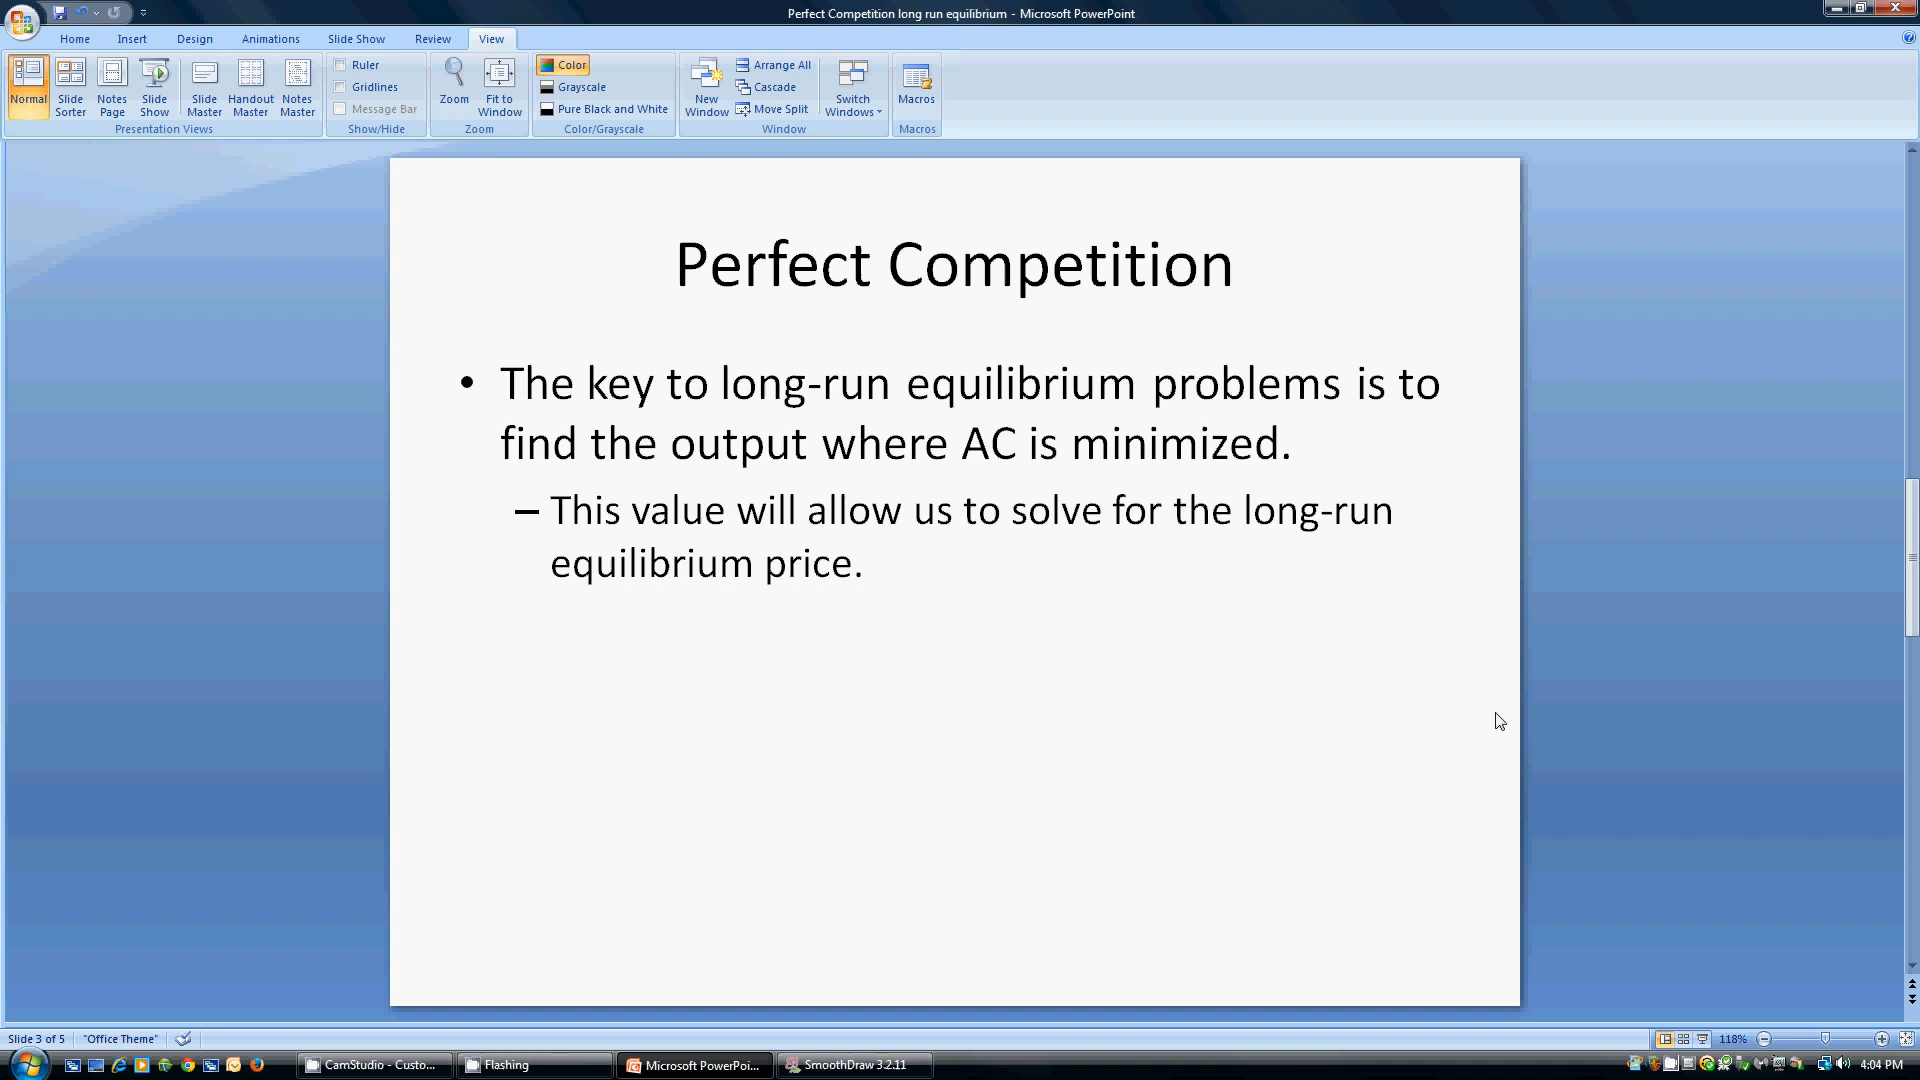 Perfect Competition long run equilibrium - Microsoft PowerPoint
Home Insert Design Animations Slide Show Review View
Normal
Slide Sorter
Notes Page
Slide Show
Slide Master
Handout Master
Notes Master
Presentation Views
Ruler
Gridlines
Message Bar
Show/Hide
Zoom
Fit to Window
Zoom
Color
Grayscale
Pure Black and White
Color/Grayscale
New Window
Arrange All
Cascade
Move Split
Switch Windows
Window
Macros
Macros
Perfect Competition
• The key to long-run equilibrium problems is to
find the output where AC is minimized.
– This value will allow us to solve for the long-run
equilibrium price.
Slide 3 of 5 "Office Theme" 118%
CamStudio - Custo... Flashing Microsoft PowerPoi... SmoothDraw 3.2.11 4:04 PM